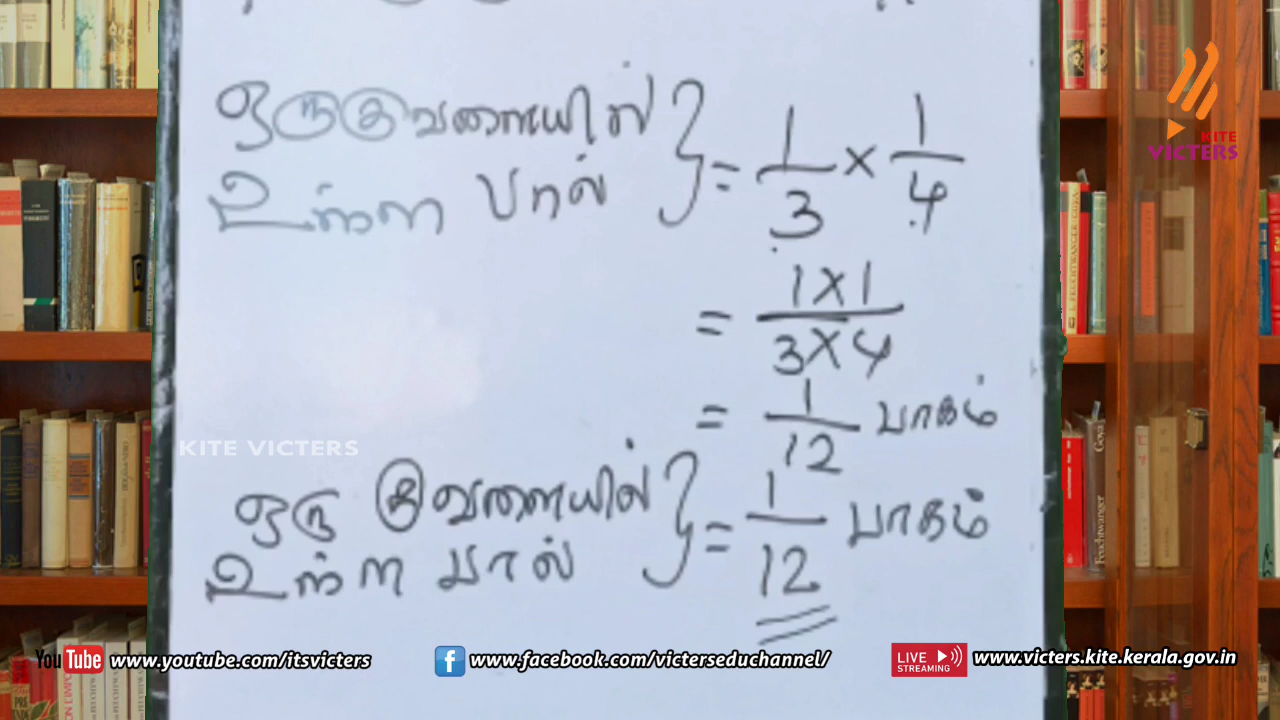 ஒரு குவளையில் } = 1/3 × 1/4
உள்ள பால்
= 1×1 / 3×4
= 1/12 பாகம்
ஒரு குவளையில் } = 1/12 பாகம்
உள்ள பால்
KITE VICTERS
KITE
VICTERS
YouTube www.youtube.com/itsvicters
f www.facebook.com/victerseduchannel/
LIVE STREAMING www.victers.kite.kerala.gov.in